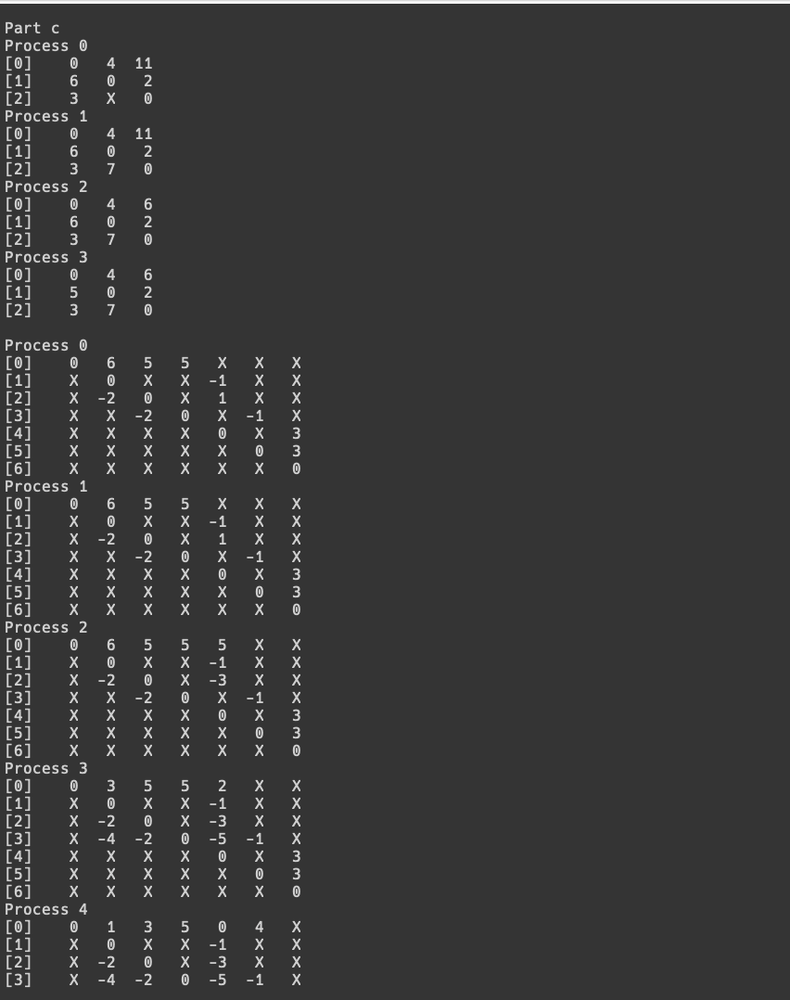 Part c
Process 0
[0]    0   4  11
[1]    6   0   2
[2]    3   X   0
Process 1
[0]    0   4  11
[1]    6   0   2
[2]    3   7   0
Process 2
[0]    0   4   6
[1]    6   0   2
[2]    3   7   0
Process 3
[0]    0   4   6
[1]    5   0   2
[2]    3   7   0

Process 0
[0]    0   6   5   5   X   X   X
[1]    X   0   X   X  -1   X   X
[2]    X  -2   0   X   1   X   X
[3]    X   X  -2   0   X  -1   X
[4]    X   X   X   X   0   X   3
[5]    X   X   X   X   X   0   3
[6]    X   X   X   X   X   X   0
Process 1
[0]    0   6   5   5   X   X   X
[1]    X   0   X   X  -1   X   X
[2]    X  -2   0   X   1   X   X
[3]    X   X  -2   0   X  -1   X
[4]    X   X   X   X   0   X   3
[5]    X   X   X   X   X   0   3
[6]    X   X   X   X   X   X   0
Process 2
[0]    0   6   5   5   5   X   X
[1]    X   0   X   X  -1   X   X
[2]    X  -2   0   X  -3   X   X
[3]    X   X  -2   0   X  -1   X
[4]    X   X   X   X   0   X   3
[5]    X   X   X   X   X   0   3
[6]    X   X   X   X   X   X   0
Process 3
[0]    0   3   5   5   2   X   X
[1]    X   0   X   X  -1   X   X
[2]    X  -2   0   X  -3   X   X
[3]    X  -4  -2   0  -5  -1   X
[4]    X   X   X   X   0   X   3
[5]    X   X   X   X   X   0   3
[6]    X   X   X   X   X   X   0
Process 4
[0]    0   1   3   5   0   4   X
[1]    X   0   X   X  -1   X   X
[2]    X  -2   0   X  -3   X   X
[3]    X  -4  -2   0  -5  -1   X